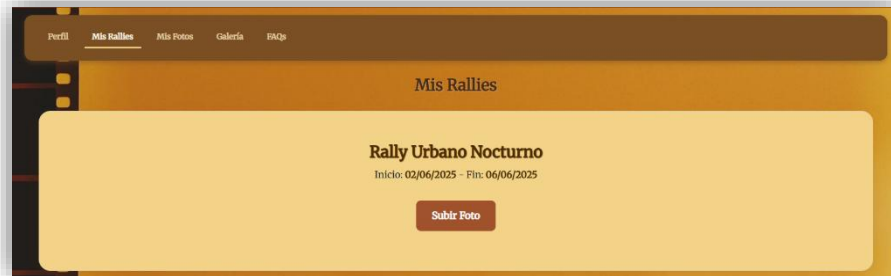 Perfil Mis Rallies Mis Fotos Galería FAQs
Mis Rallies
Rally Urbano Nocturno
Inicio: 02/06/2025 - Fin: 06/06/2025
Subir Foto